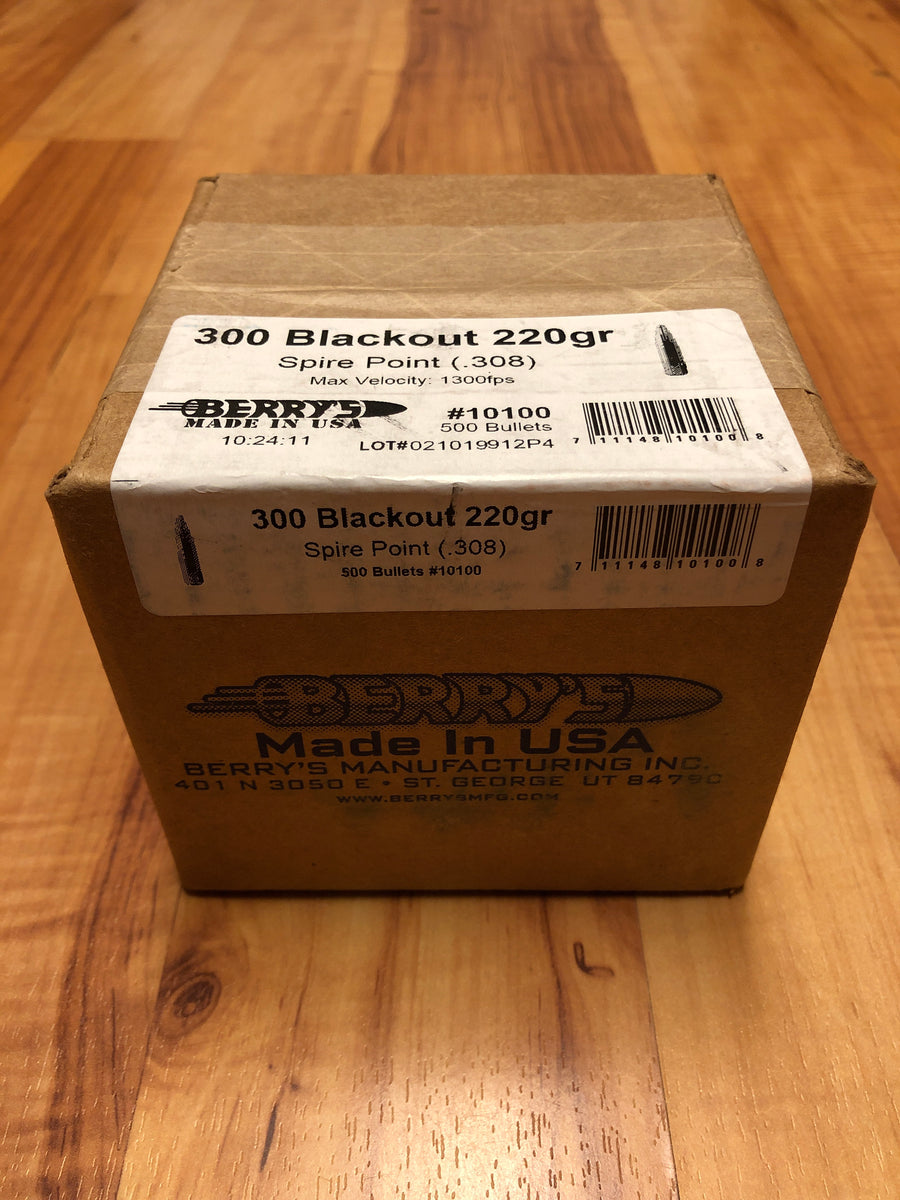 300 Blackout 220gr
Spire Point (.308)
Max Velocity: 1300fps
BERRY'S
MADE IN USA
10:24:11
#10100
500 Bullets
LOT#021019912P4
7 11148 10100 8
300 Blackout 220gr
Spire Point (.308)
500 Bullets #10100
7 11148 10100 8
BERRY'S
Made In USA
BERRY'S MANUFACTURING INC.
401 N 3050 E • ST. GEORGE UT 84790
WWW.BERRYSMFG.COM